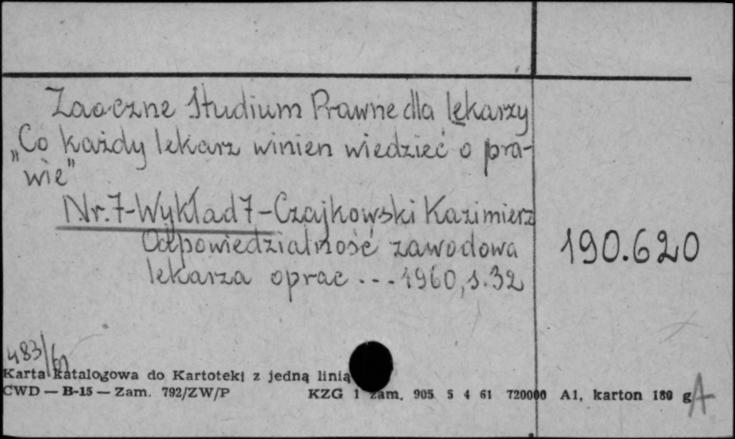 Zaoczne Studium Prawne dla lekarzy
„Co każdy lekarz winien wiedzieć o pra-
wie"
Nr.7-Wykład 7-Czajkowski Kazimierz
Odpowiedzialność zawodowa
lekarza oprac ... 1960, s.32
190.620
483/61
Karta katalogowa do Kartoteki z jedną linią
CWD — B-15 — Zam. 792/ZW/P KZG 1 zam. 905 5 4 61 720000 A1, karton 180 g
A